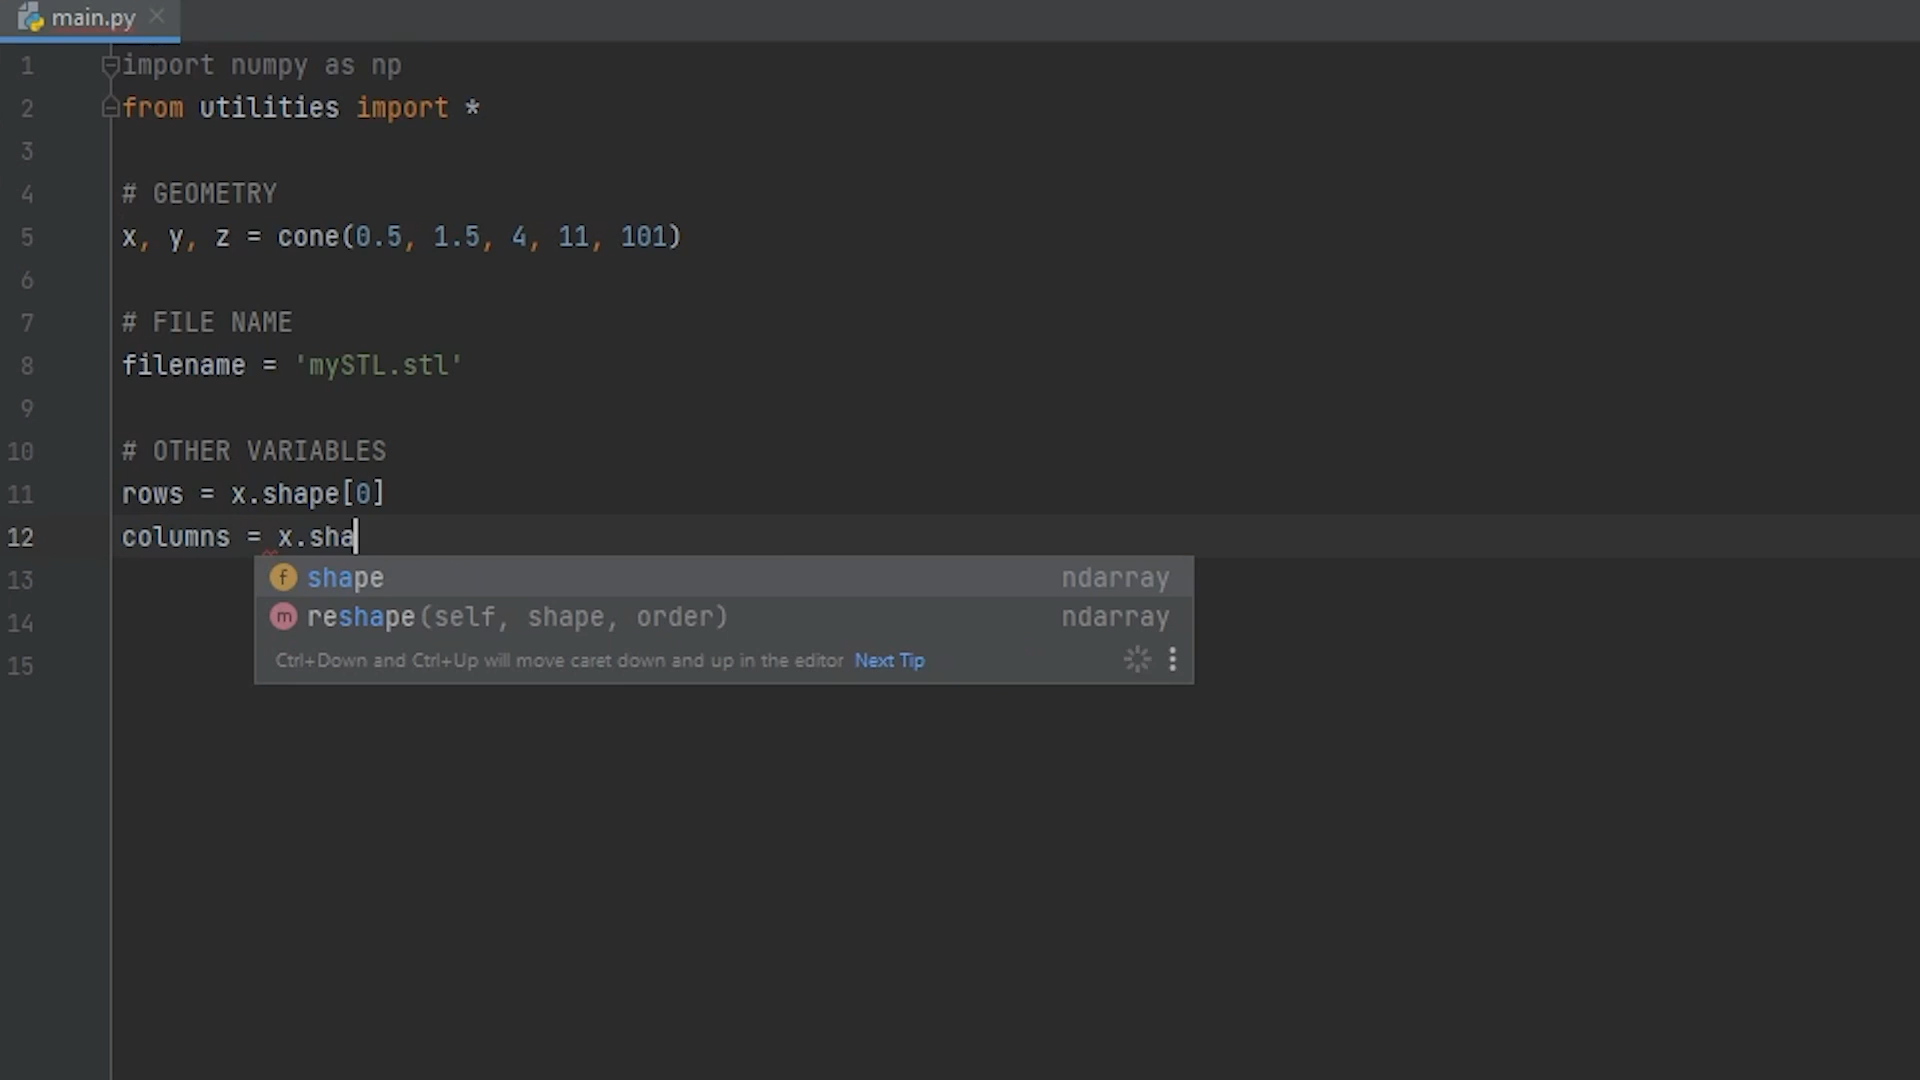 main.py
1 import numpy as np
2 from utilities import *
3
4 # GEOMETRY
5 x, y, z = cone(0.5, 1.5, 4, 11, 101)
6
7 # FILE NAME
8 filename = 'mySTL.stl'
9
10 # OTHER VARIABLES
11 rows = x.shape[0]
12 columns = x.sha
13 f shape ndarray
14 m reshape(self, shape, order) ndarray
15 Ctrl+Down and Ctrl+Up will move caret down and up in the editor Next Tip